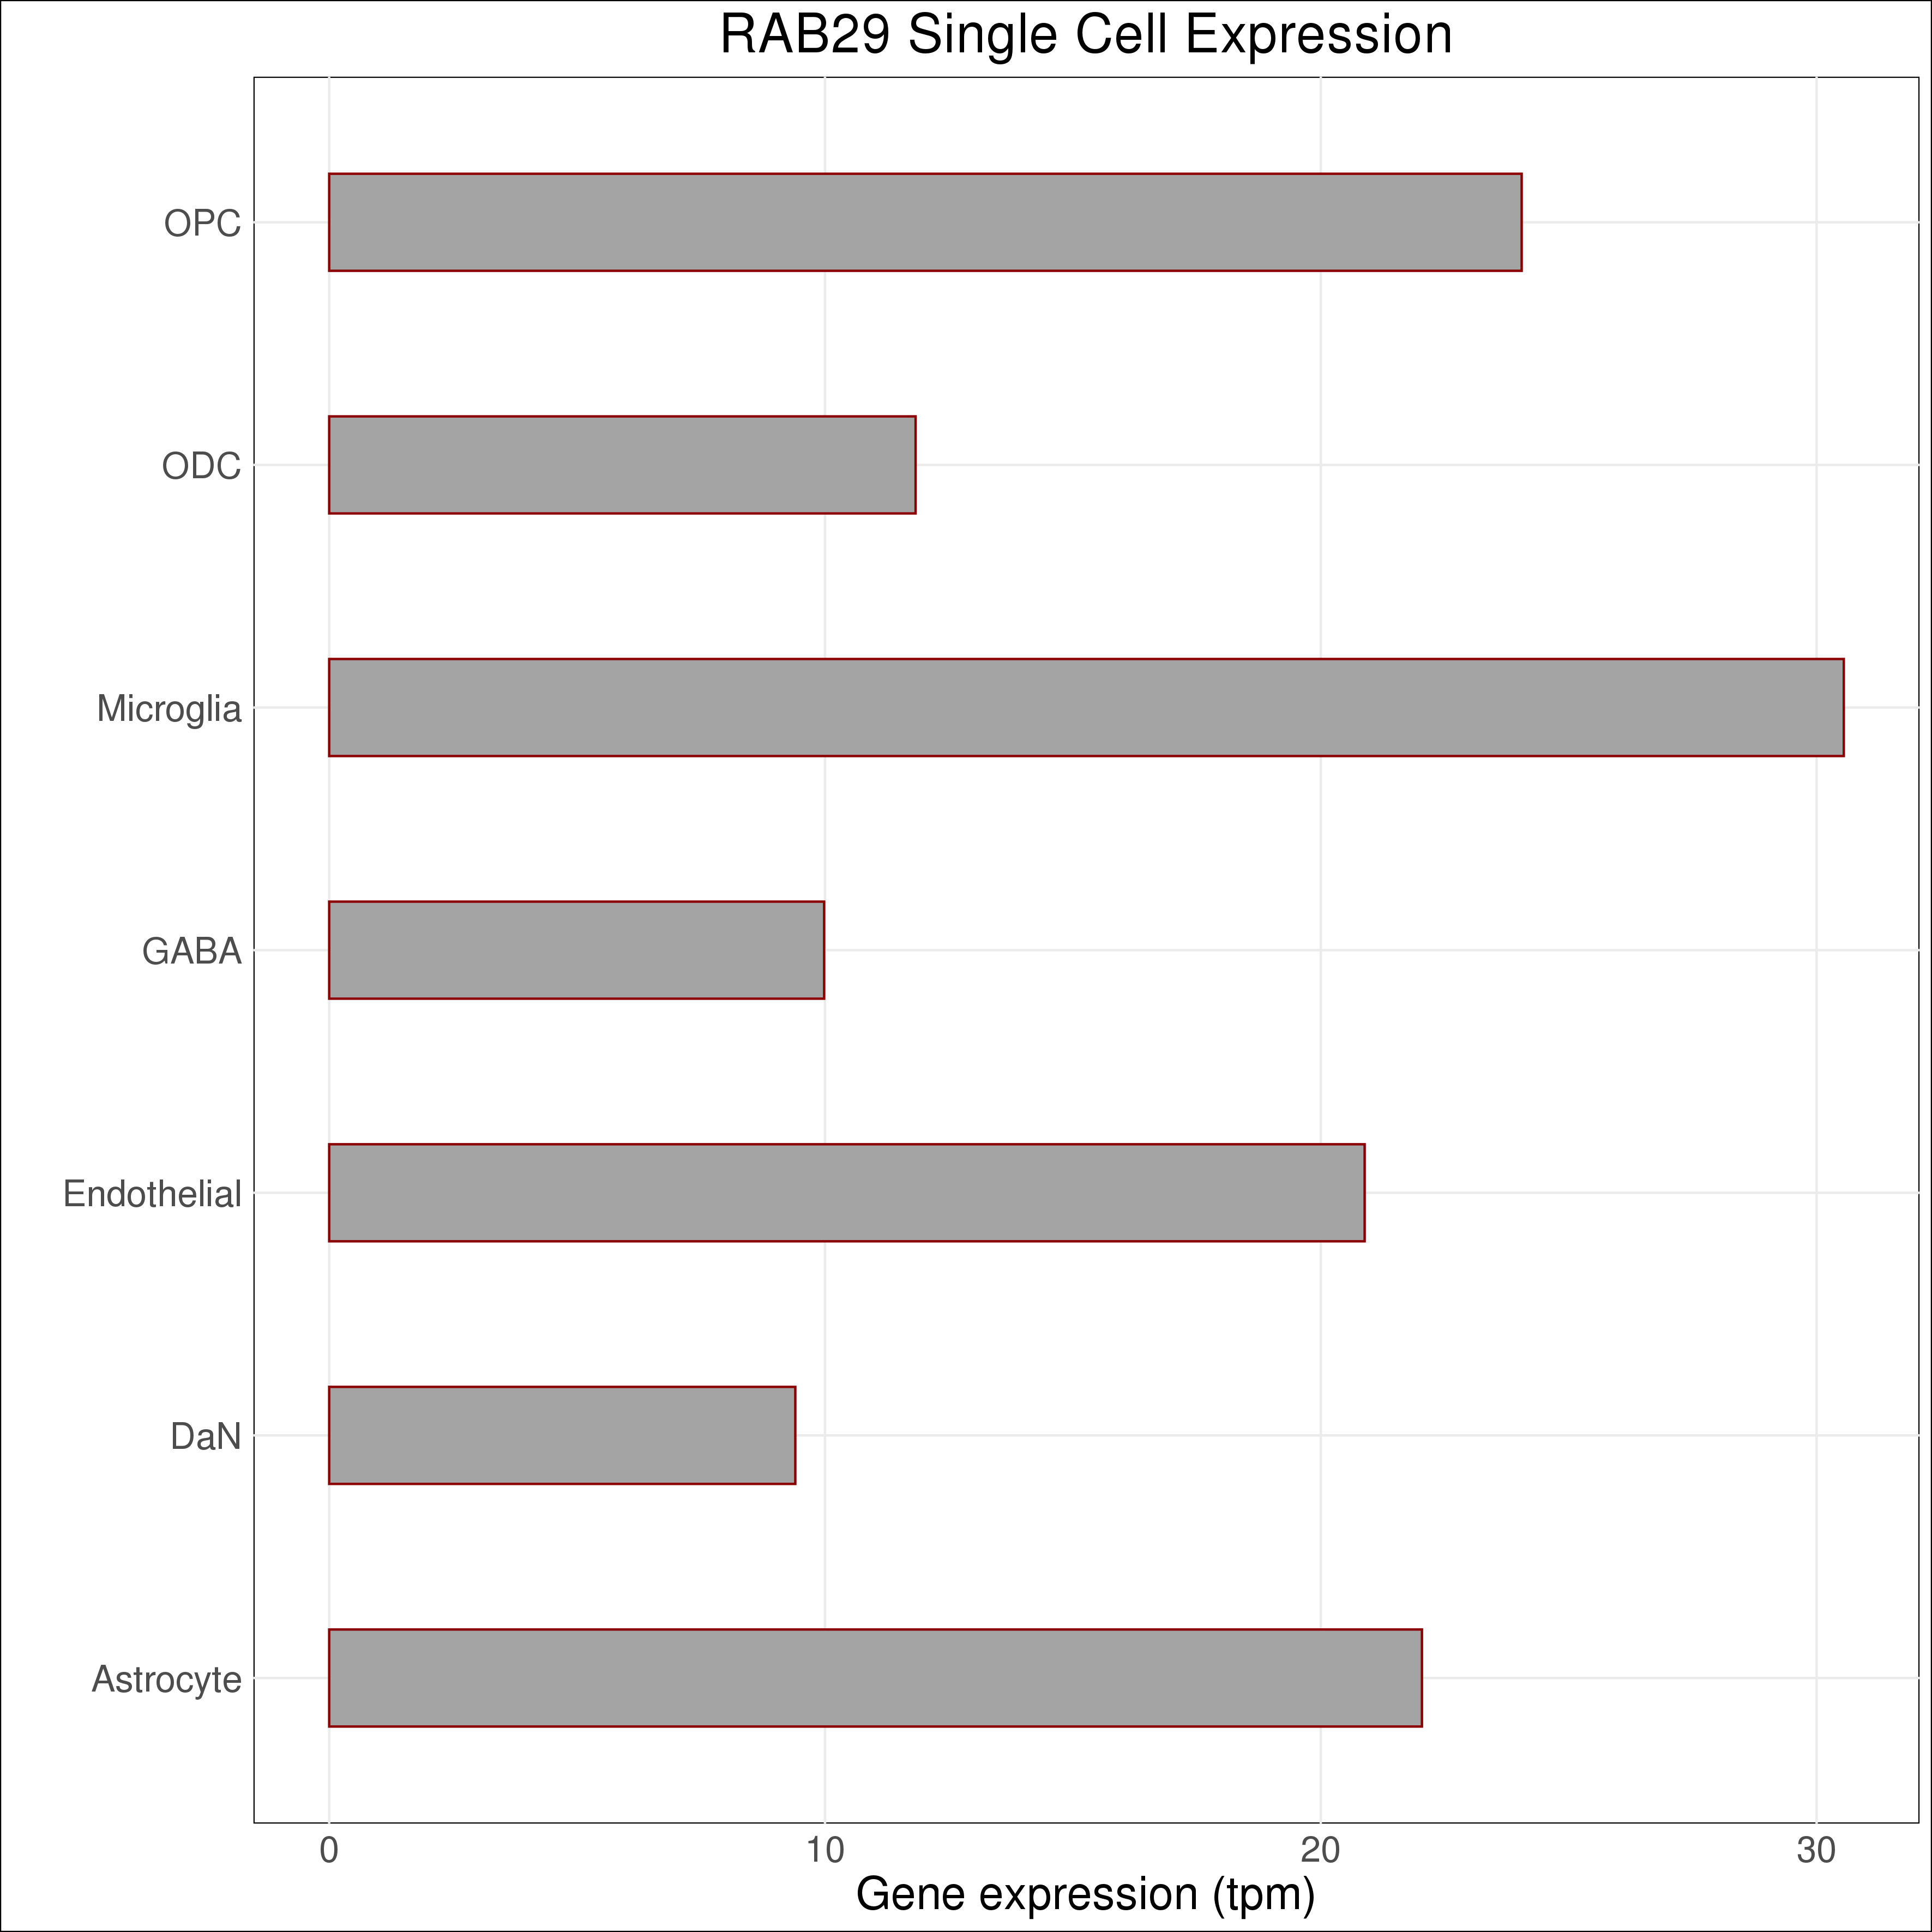 RAB29 Single Cell Expression
OPC
ODC
Microglia
GABA
Endothelial
DaN
Astrocyte
0 10 20 30
Gene expression (tpm)